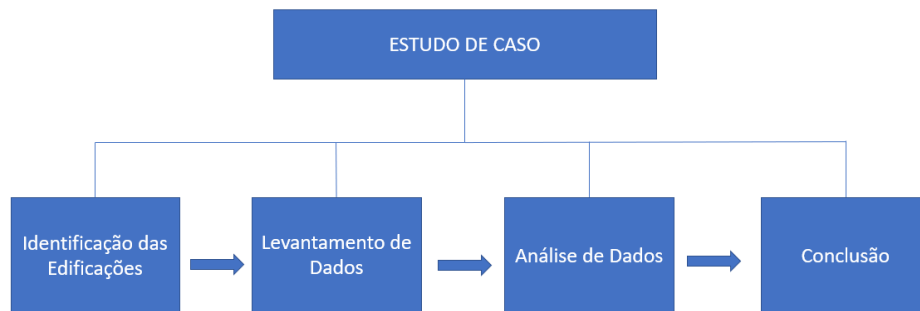 ESTUDO DE CASO
Identificação das
Edificações
Levantamento de
Dados
Análise de Dados
Conclusão